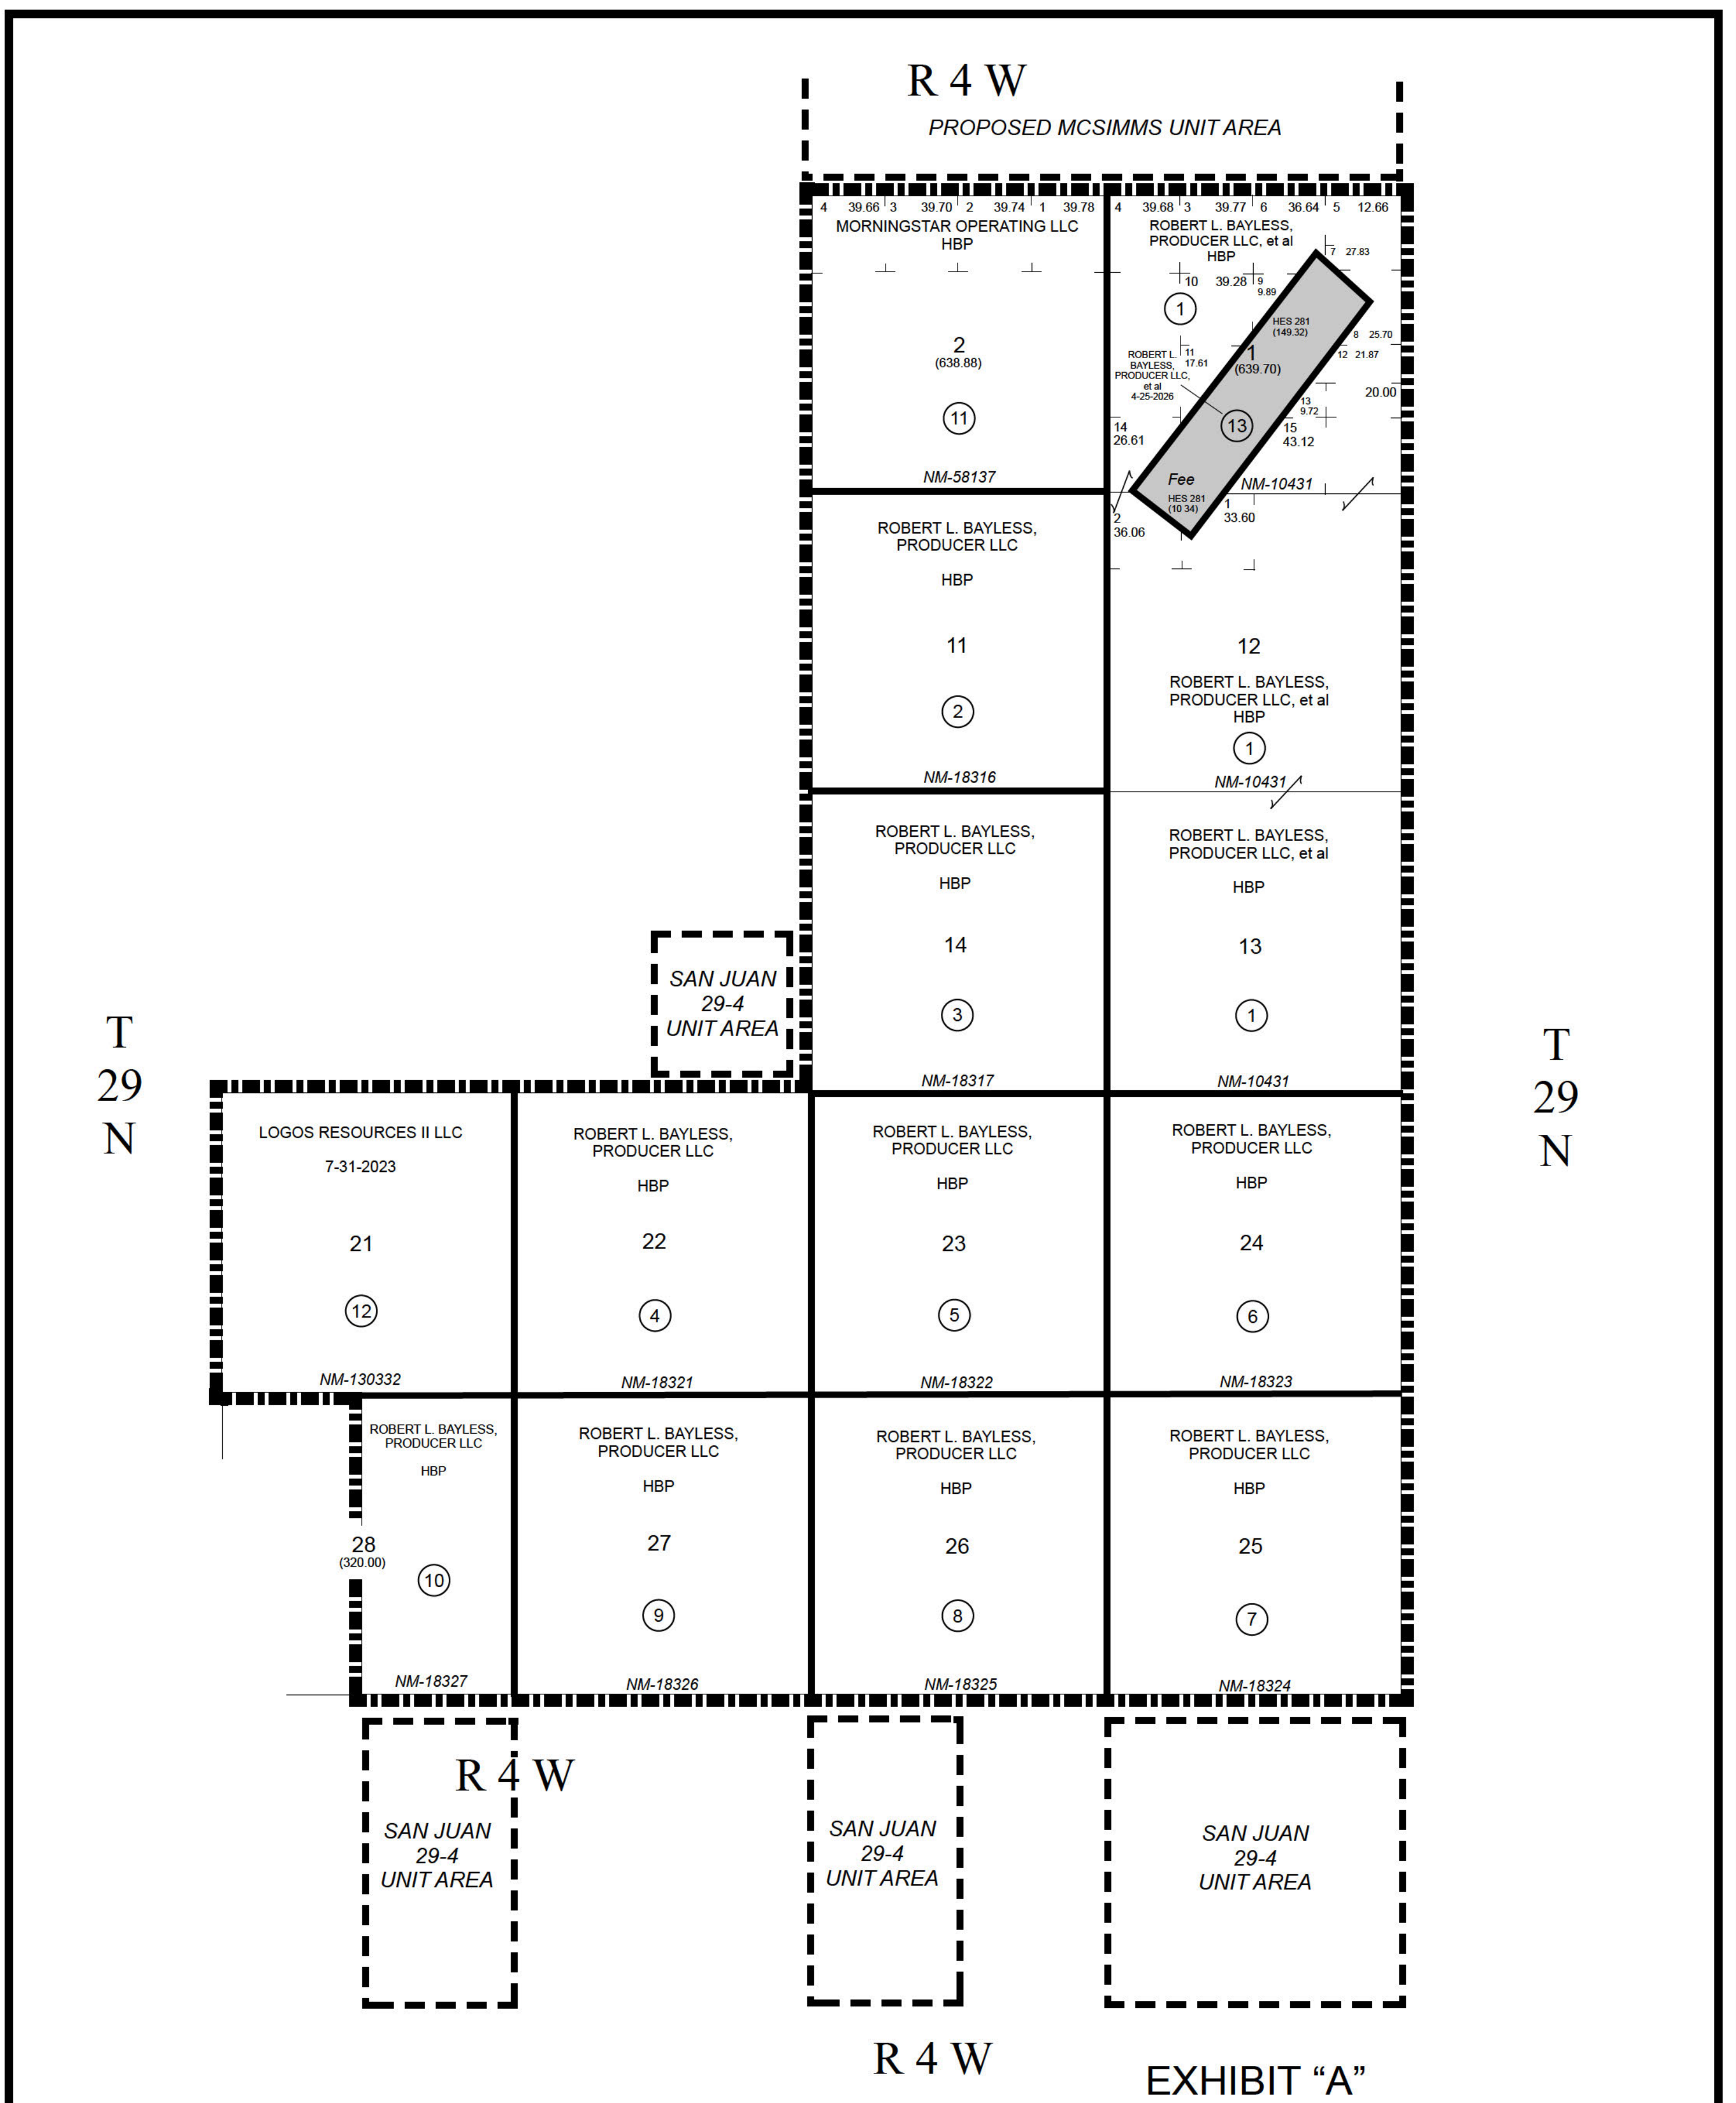 R 4 W
PROPOSED MCSIMMS UNIT AREA
4 39.66 3 39.70 2 39.74 1 39.78
MORNINGSTAR OPERATING LLC
HBP
2
(638.88)
11
NM-58137
4 39.68 3 39.77 6 36.64 5 12.66
ROBERT L. BAYLESS,
PRODUCER LLC, et al
HBP
7 27.83
10 39.28 9
9.89
1
HES 281
(149.32)
8 25.70
12 21.87
ROBERT L.
BAYLESS,
PRODUCER LLC,
et al
4-25-2026
11
17.61
1
(639.70)
20.00
13
9.72
13
14
26.61
15
43.12
Fee
NM-10431
HES 281
(10 34)
2
36.06
1
33.60
ROBERT L. BAYLESS,
PRODUCER LLC
HBP
11
2
NM-18316
12
ROBERT L. BAYLESS,
PRODUCER LLC, et al
HBP
1
NM-10431
ROBERT L. BAYLESS,
PRODUCER LLC
HBP
14
3
NM-18317
ROBERT L. BAYLESS,
PRODUCER LLC, et al
HBP
13
1
NM-10431
SAN JUAN
29-4
UNIT AREA
T
29
N
T
29
N
LOGOS RESOURCES II LLC
7-31-2023
21
12
NM-130332
ROBERT L. BAYLESS,
PRODUCER LLC
HBP
22
4
NM-18321
ROBERT L. BAYLESS,
PRODUCER LLC
HBP
23
5
NM-18322
ROBERT L. BAYLESS,
PRODUCER LLC
HBP
24
6
NM-18323
ROBERT L. BAYLESS,
PRODUCER LLC
HBP
28
(320.00)
10
NM-18327
ROBERT L. BAYLESS,
PRODUCER LLC
HBP
27
9
NM-18326
ROBERT L. BAYLESS,
PRODUCER LLC
HBP
26
8
NM-18325
ROBERT L. BAYLESS,
PRODUCER LLC
HBP
25
7
NM-18324
R 4 W
SAN JUAN
29-4
UNIT AREA
SAN JUAN
29-4
UNIT AREA
SAN JUAN
29-4
UNIT AREA
R 4 W
EXHIBIT “A”